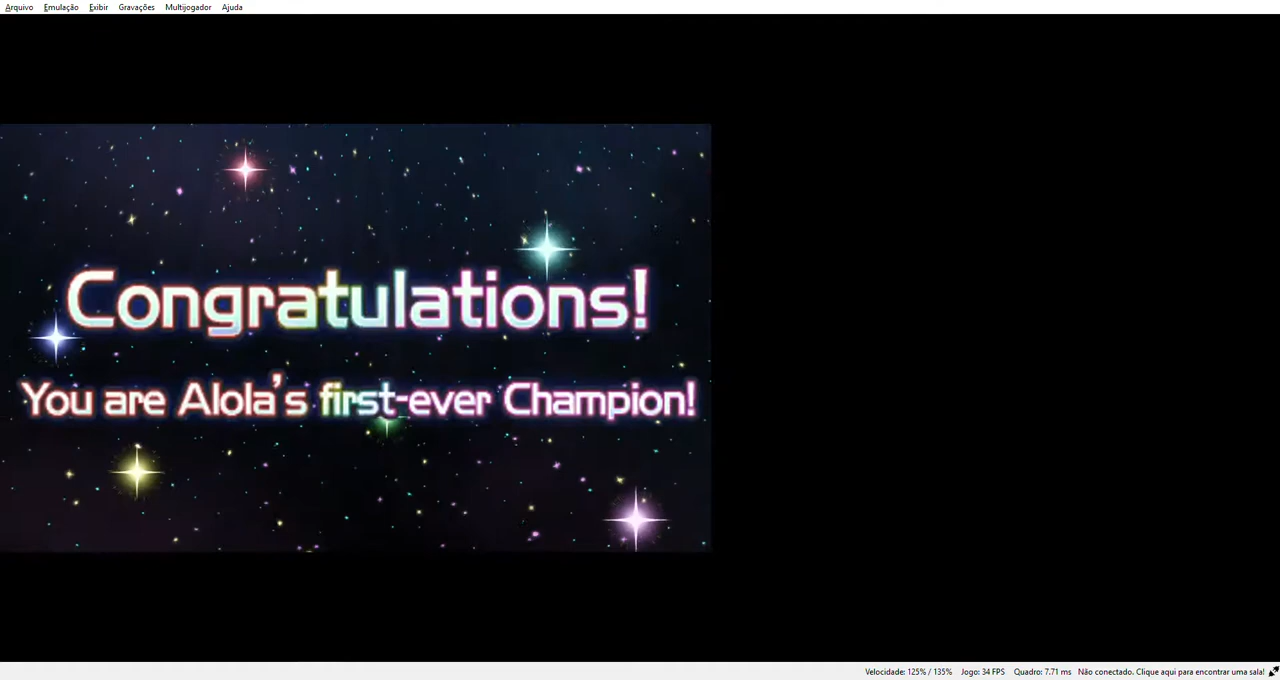 Arquivo Emulação Exibir Gravações Multijogador Ajuda
Congratulations!
You are Alola's first-ever Champion!
Velocidade: 125% / 135% Jogo: 34 FPS Quadro: 7.71 ms Não conectado. Clique aqui para encontrar uma sala!